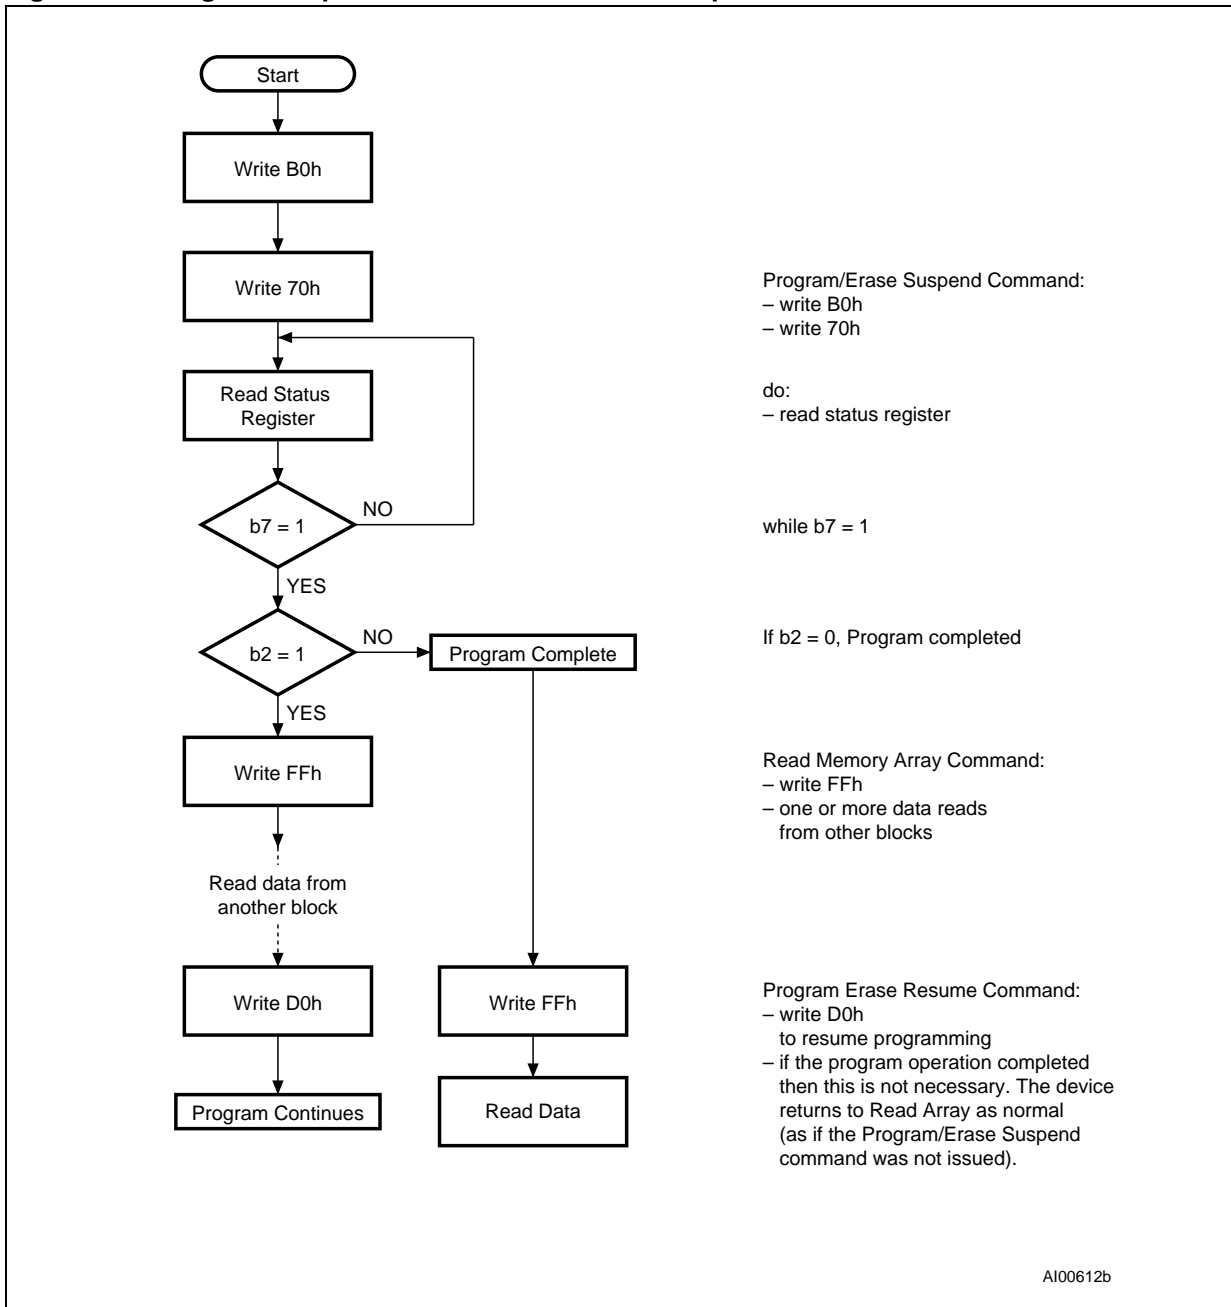 Start
Write B0h
Write 70h
Program/Erase Suspend Command:
– write B0h
– write 70h
Read Status
Register
do:
– read status register
b7 = 1
NO
while b7 = 1
YES
b2 = 1
NO
Program Complete
If b2 = 0, Program completed
YES
Write FFh
Read Memory Array Command:
– write FFh
– one or more data reads
from other blocks
Read data from
another block
Write D0h
Write FFh
Program Erase Resume Command:
– write D0h
to resume programming
– if the program operation completed
then this is not necessary. The device
returns to Read Array as normal
(as if the Program/Erase Suspend
command was not issued).
Program Continues
Read Data
AI00612b